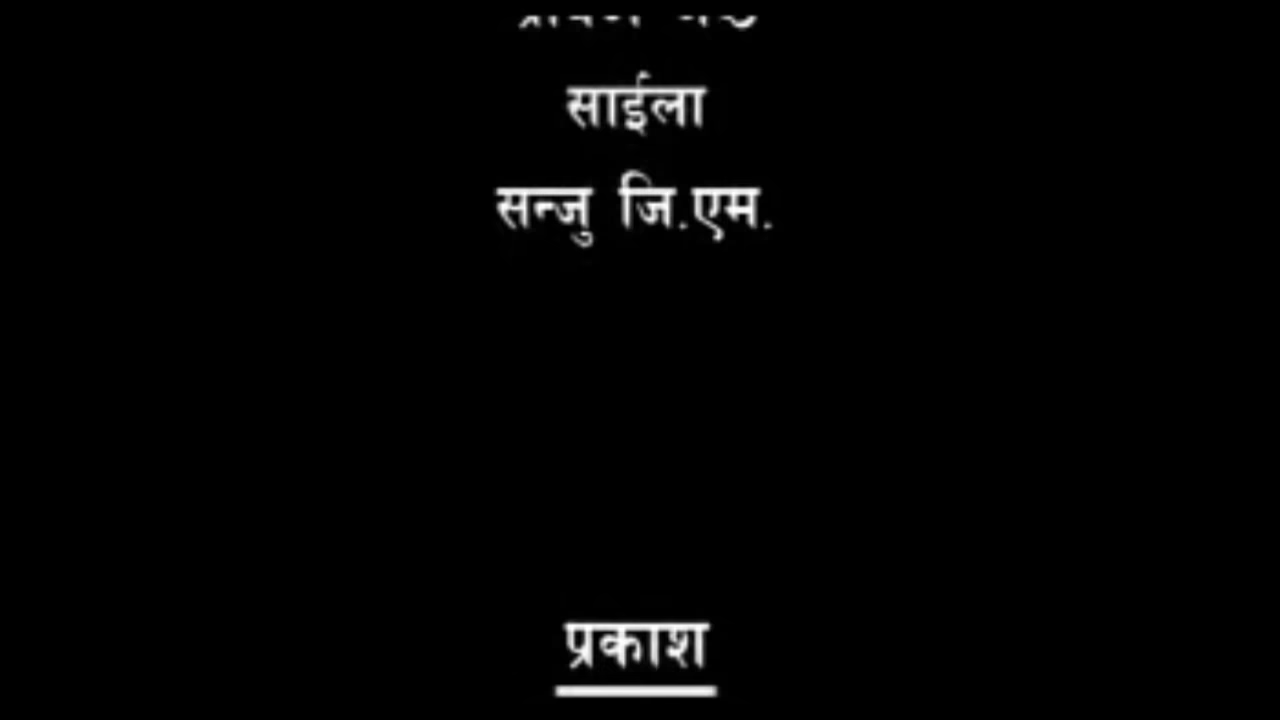 साईला
सन्जु जि.एम.
प्रकाश